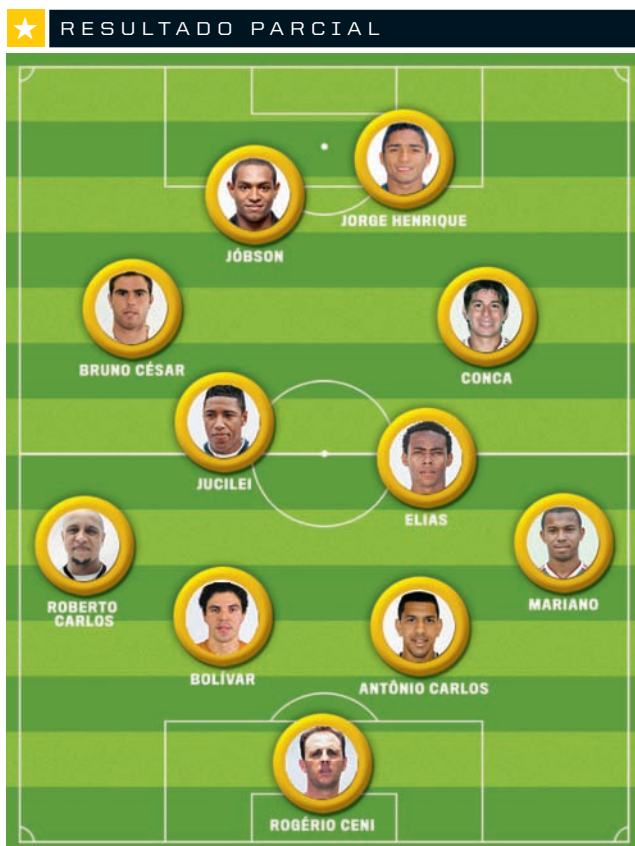 RESULTADO PARCIAL
JORGE HENRIQUE
JÓBSON
BRUNO CÉSAR
CONCA
JUCILEI
ELIAS
ROBERTO
CARLOS
MARIANO
BOLÍVAR
ANTÔNIO CARLOS
ROGÉRIO CENI